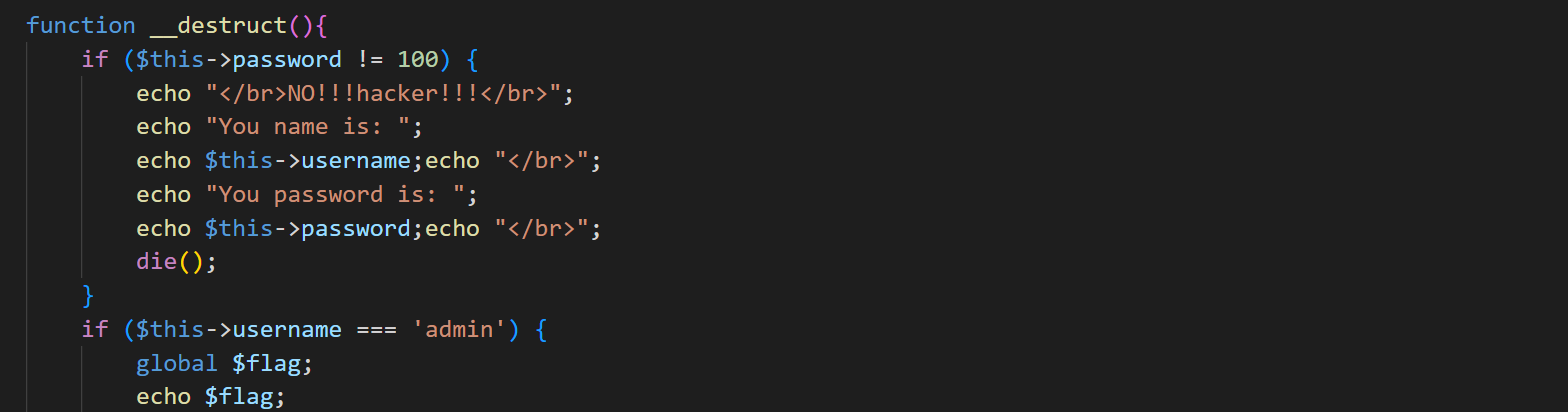 function __destruct(){
    if ($this->password != 100) {
        echo "</br>NO!!!hacker!!!</br>";
        echo "You name is: ";
        echo $this->username;echo "</br>";
        echo "You password is: ";
        echo $this->password;echo "</br>";
        die();
    }
    if ($this->username === 'admin') {
        global $flag;
        echo $flag;